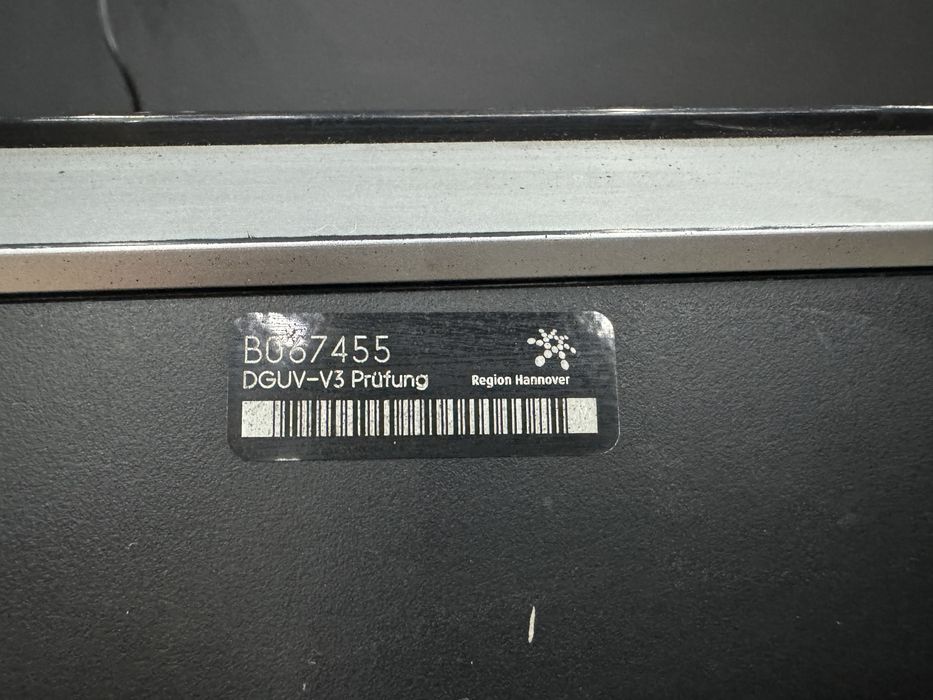 B067455
DGUV-V3 Prüfung
Region Hannover